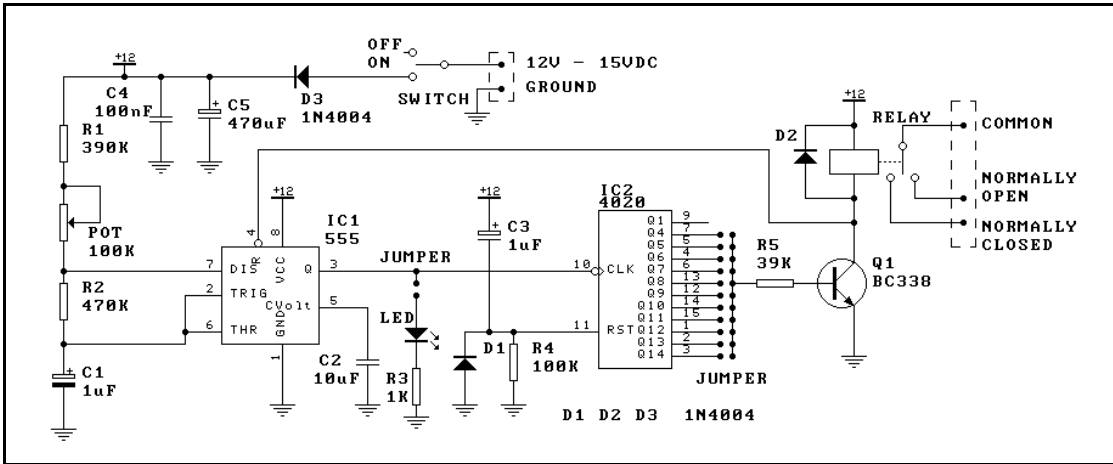 OFF
ON
SWITCH
12V - 15VDC
GROUND
+12
C4
100nF
+
C5
470uF
D3
1N4004
R1
390K
POT
100K
R2
470K
+
C1
1uF
+12
IC1
555
4
8
7
2
6
3
5
1
DIS
R
VCC
Q
TRIG
CVolt
THR
GND
JUMPER
LED
R3
1K
C2
10uF
+12
+
C3
1uF
D1
R4
100K
IC2
4020
10
CLK
11
RST
Q1 9
Q4 7
Q5 5
Q6 4
Q7 6
Q8 13
Q9 12
Q10 14
Q11 15
Q12 1
Q13 2
Q14 3
JUMPER
R5
39K
Q1
BC338
+12
D2
RELAY
COMMON
NORMALLY
OPEN
NORMALLY
CLOSED
D1 D2 D3 1N4004